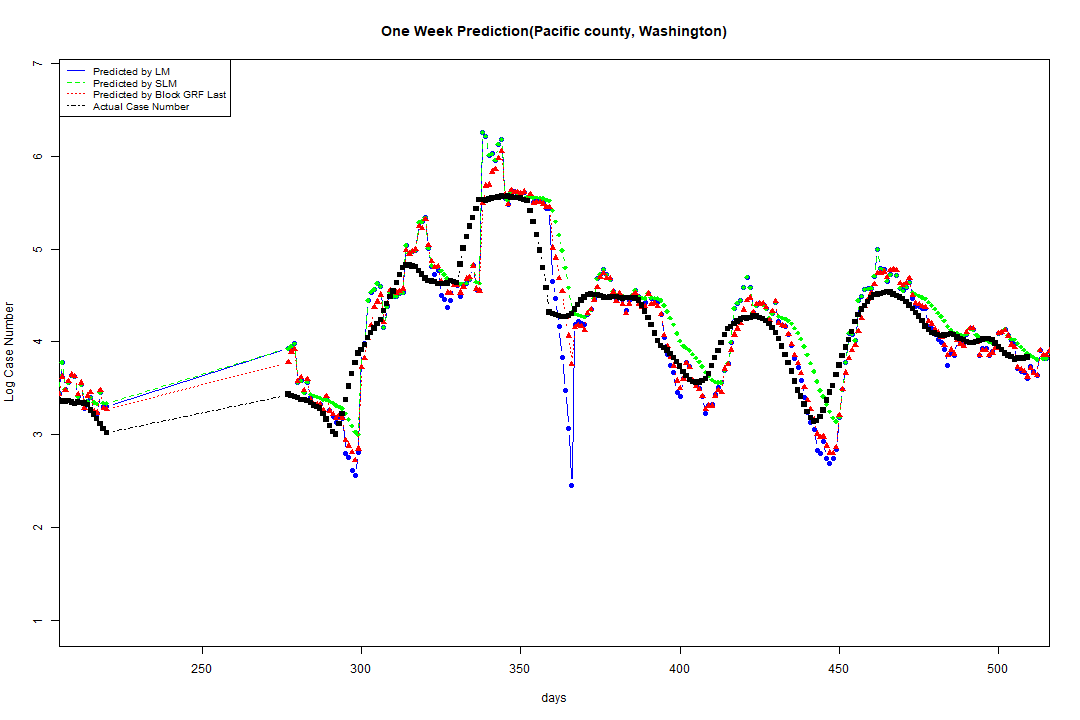 One Week Prediction(Pacific county, Washington)
Predicted by LM
Predicted by SLM
Predicted by Block GRF Last
Actual Case Number
Log Case Number
7
6
5
4
3
2
1
250
300
350
400
450
500
days